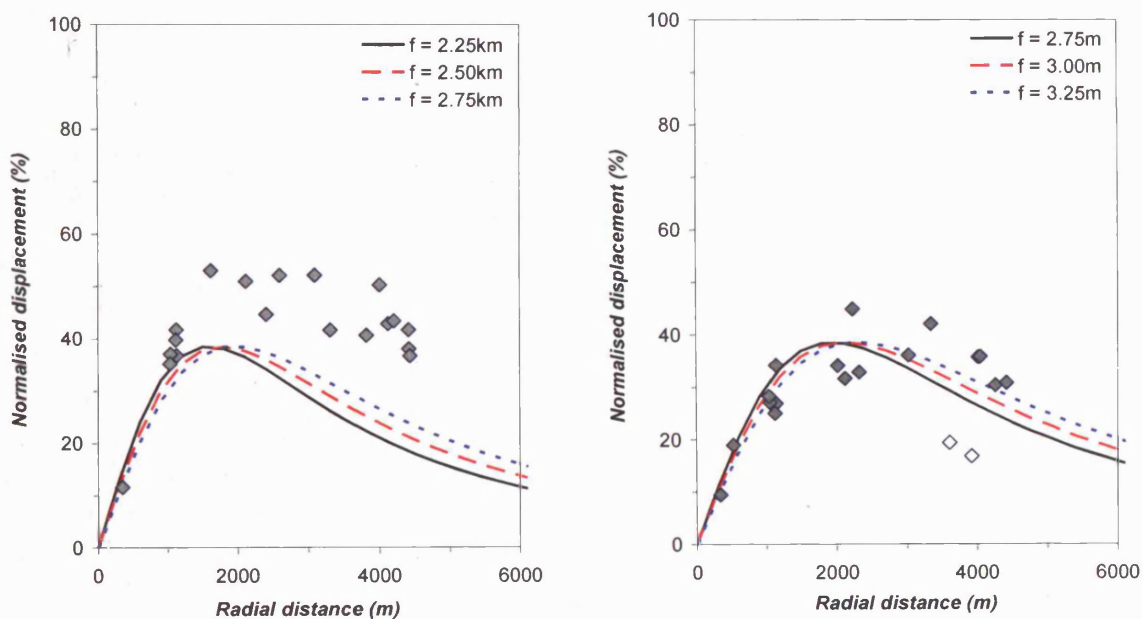 100
80
60
40
20
0
Normalised displacement (%)
f = 2.25km
f = 2.50km
f = 2.75km
0 2000 4000 6000
Radial distance (m)
100
80
60
40
20
0
Normalised displacement (%)
f = 2.75m
f = 3.00m
f = 3.25m
0 2000 4000 6000
Radial distance (m)